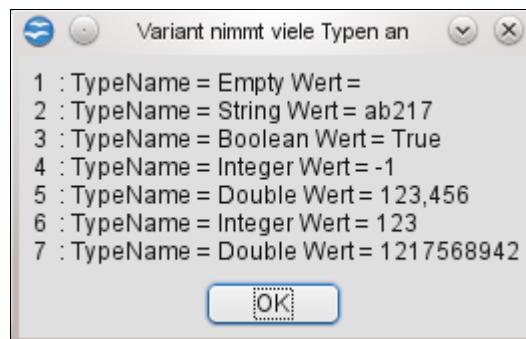 Variant nimmt viele Typen an
1 : TypeName = Empty Wert =
2 : TypeName = String Wert = ab217
3 : TypeName = Boolean Wert = True
4 : TypeName = Integer Wert = -1
5 : TypeName = Double Wert = 123,456
6 : TypeName = Integer Wert = 123
7 : TypeName = Double Wert = 1217568942
OK